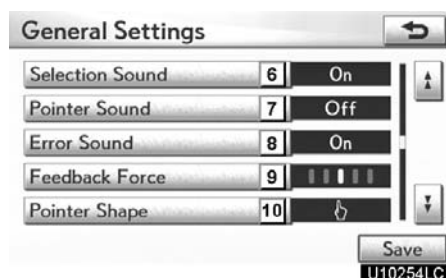 General Settings
Selection Sound 6 On
Pointer Sound 7 Off
Error Sound 8 On
Feedback Force 9
Pointer Shape 10
Save
U10254LC